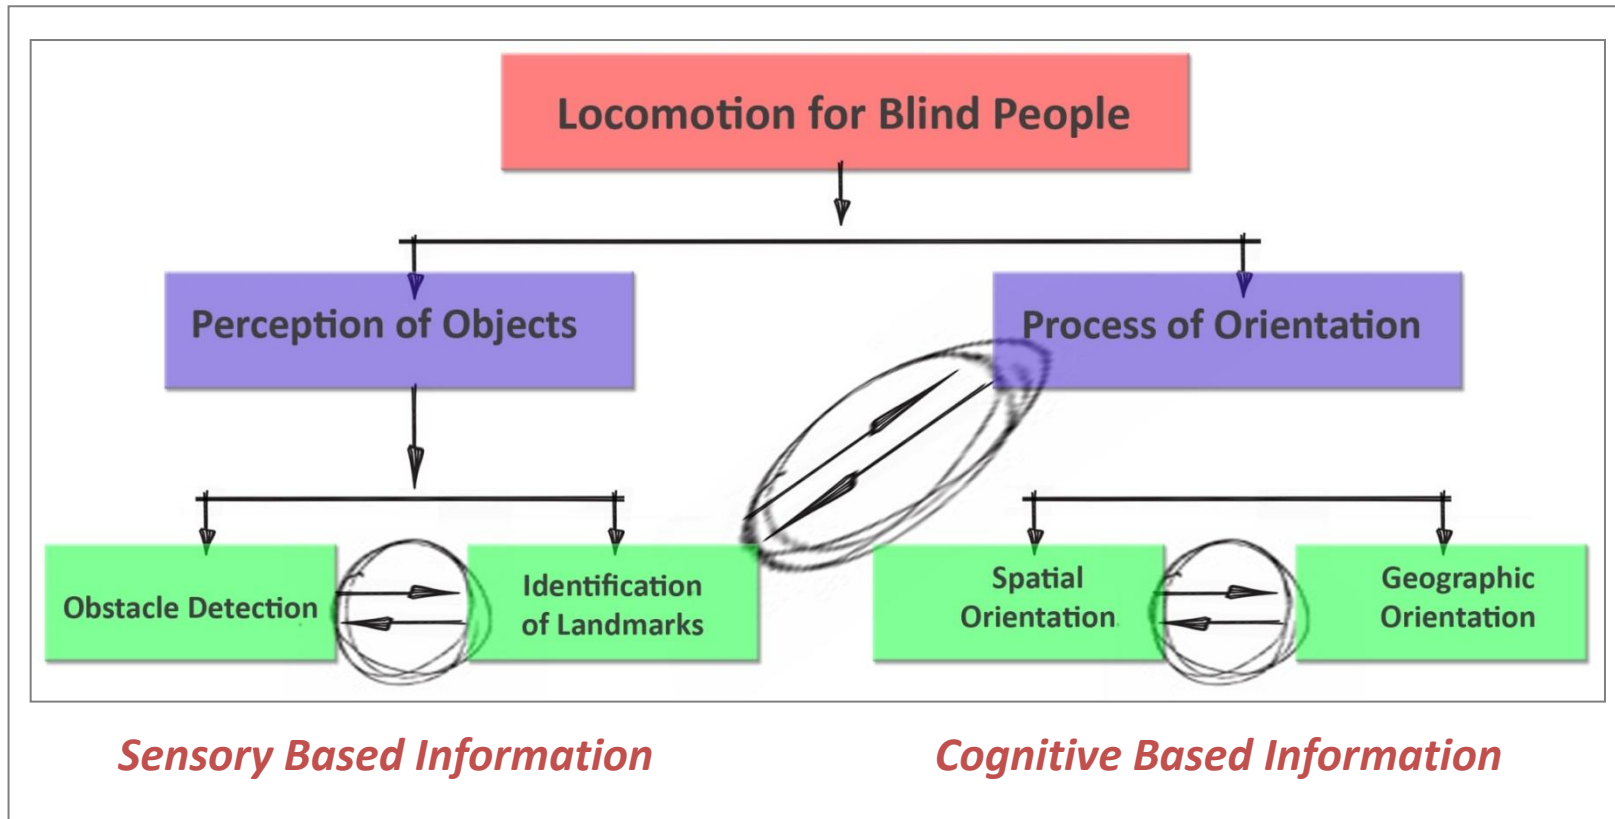 Locomotion for Blind People
Perception of Objects
Process of Orientation
Obstacle Detection
Identification
of Landmarks
Spatial
Orientation
Geographic
Orientation
Sensory Based Information
Cognitive Based Information